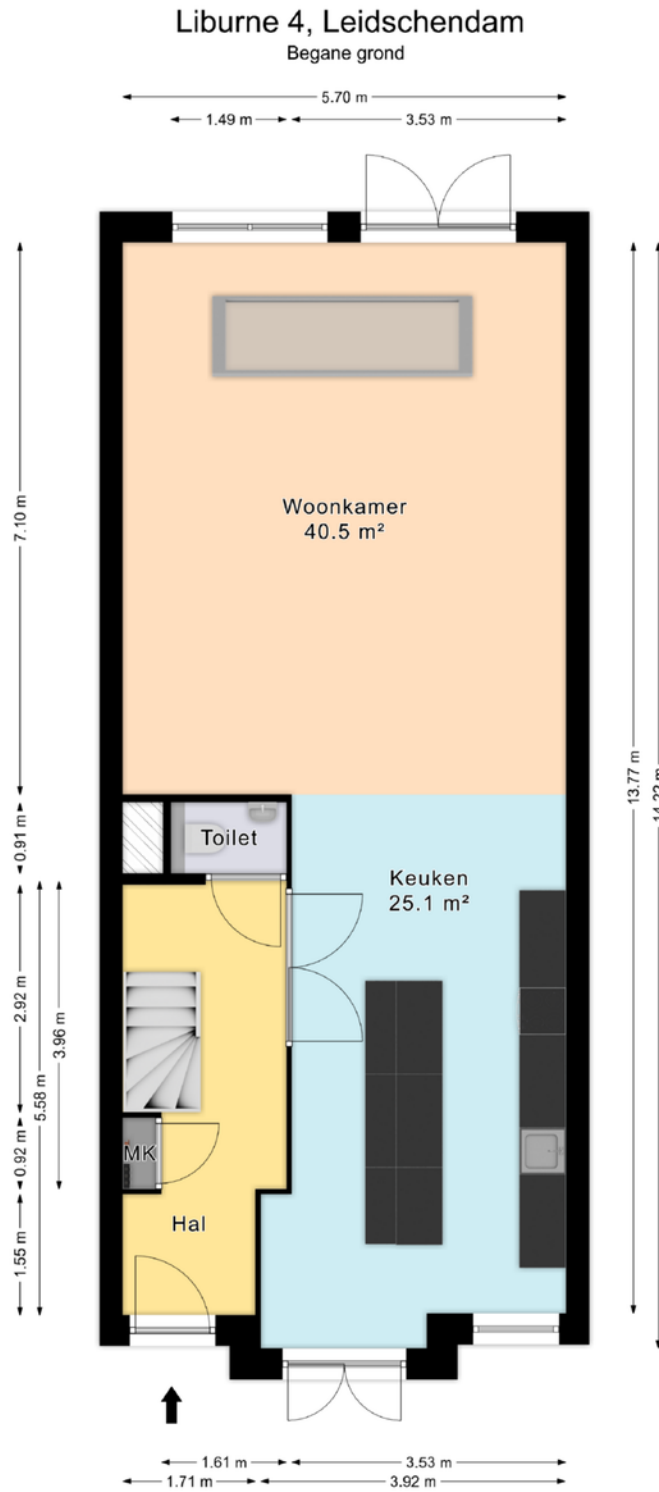 Liburne 4, Leidschendam
Begane grond
5.70 m
1.49 m
3.53 m
7.10 m
Woonkamer
40.5 m²
13.77 m
0.91 m
Toilet
Keuken
25.1 m²
2.92 m
3.96 m
5.58 m
0.92 m
MK
1.55 m
Hal
1.61 m
3.53 m
1.71 m
3.92 m